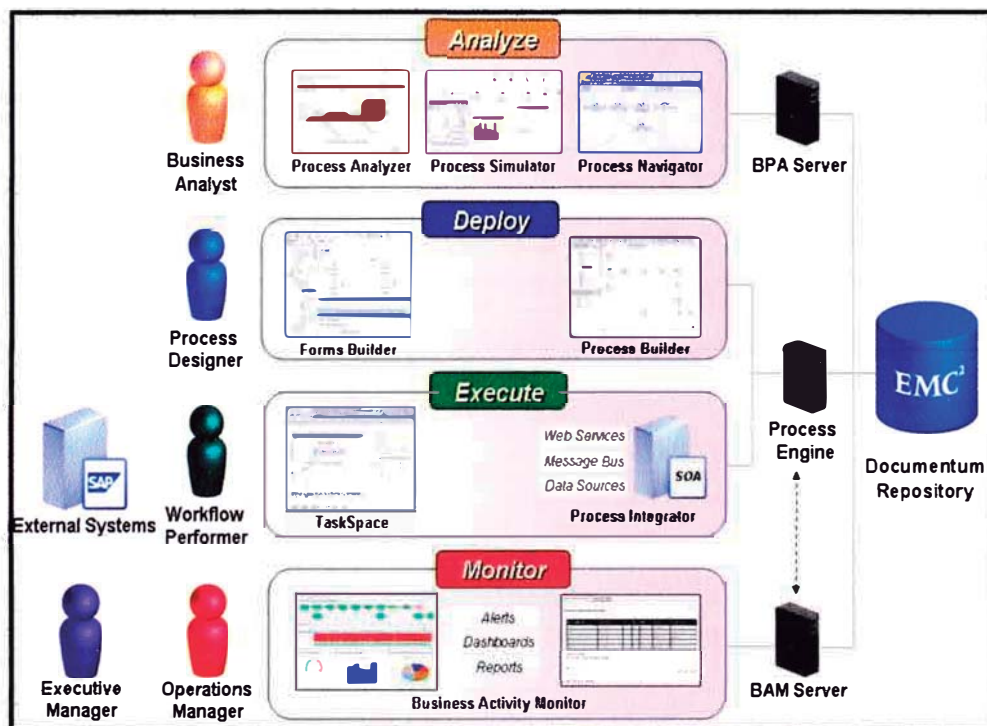 Analyze
Process Analyzer
Process Simulator
Process Navigator
Business
Analyst
BPA Server
Deploy
Forms Builder
Process Builder
Process
Designer
EMC²
Documentum
Repository
Process
Engine
Execute
Web Services
Message Bus
Data Sources
SOA
TaskSpace
Process Integrator
SAP
External Systems
Workflow
Performer
Monitor
Alerts
Dashboards
Reports
Business Activity Monitor
Executive
Manager
Operations
Manager
BAM Server